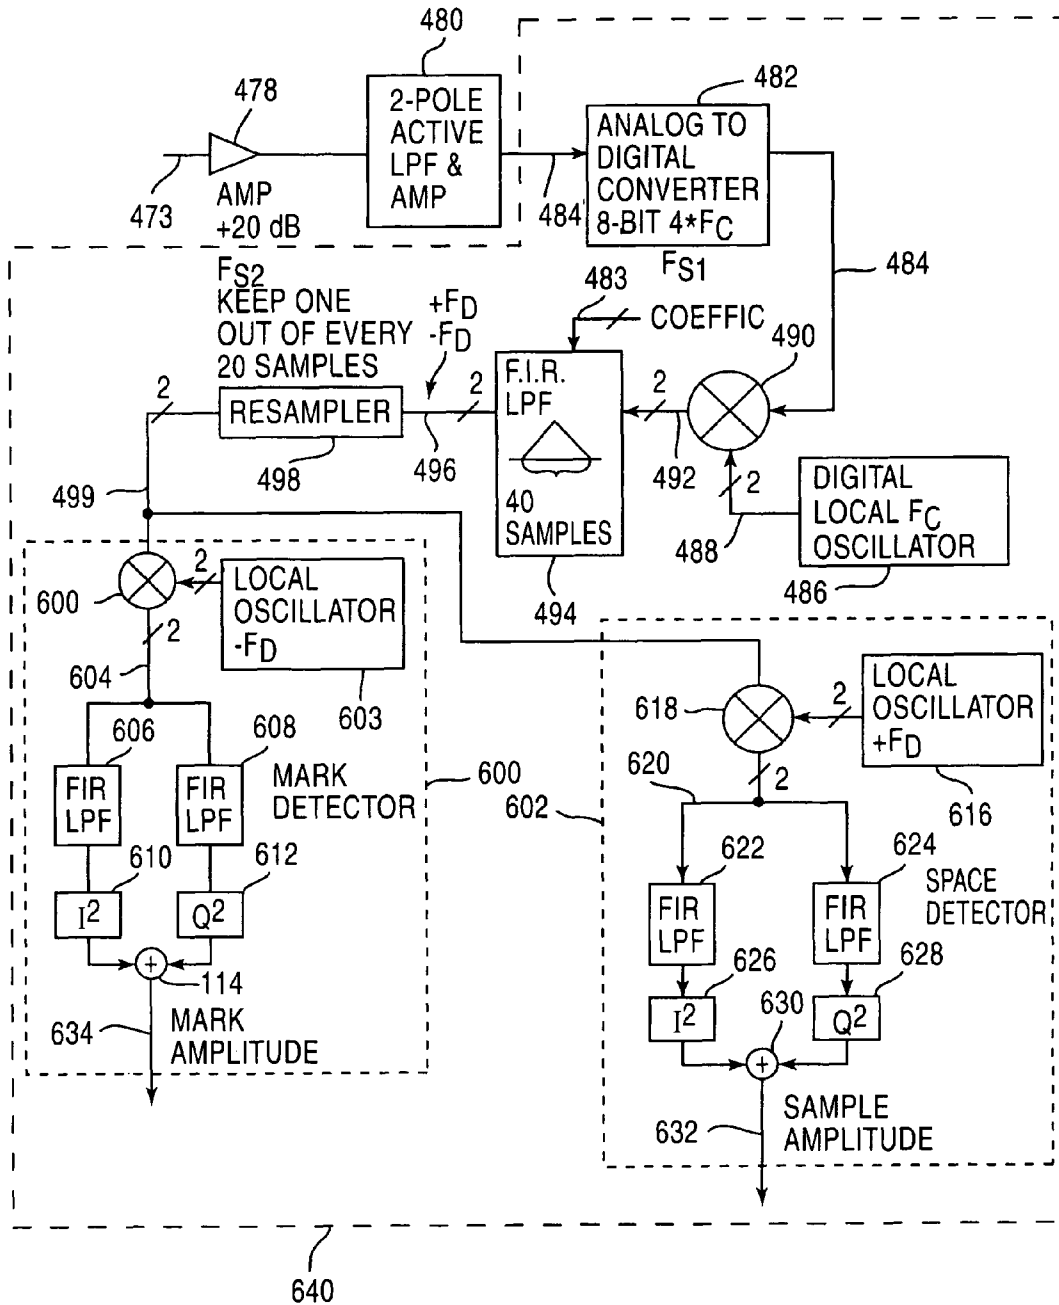 480
478
482
2-POLE
ACTIVE
LPF &
AMP
ANALOG TO
DIGITAL
CONVERTER
8-BIT 4*FC
473
AMP
+20 dB
484
484
FS1
FS2
KEEP ONE
OUT OF EVERY
20 SAMPLES
+FD
-FD
483
COEFFIC
490
2
RESAMPLER
2
F.I.R.
LPF
2
498
496
492
499
40
SAMPLES
2
488
DIGITAL
LOCAL FC
OSCILLATOR
486
494
600
2
LOCAL
OSCILLATOR
-FD
2
604
603
618
2
LOCAL
OSCILLATOR
+FD
606
608
MARK
DETECTOR
600
602
620
2
616
FIR
LPF
FIR
LPF
610
612
622
624
SPACE
DETECTOR
I2
Q2
FIR
LPF
FIR
LPF
114
626
628
634
MARK
AMPLITUDE
I2
630
Q2
632
SAMPLE
AMPLITUDE
640